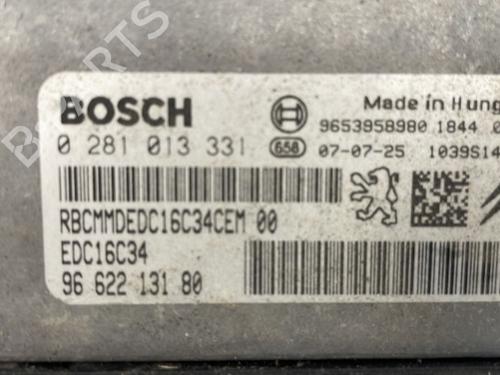 BOSCH
Made in Hung
9653958980 1844
0 281 013 331 658 07-07-25 1039S14
RBCMMDEDC16C34CEM 00
EDC16C34
96 622 131 80